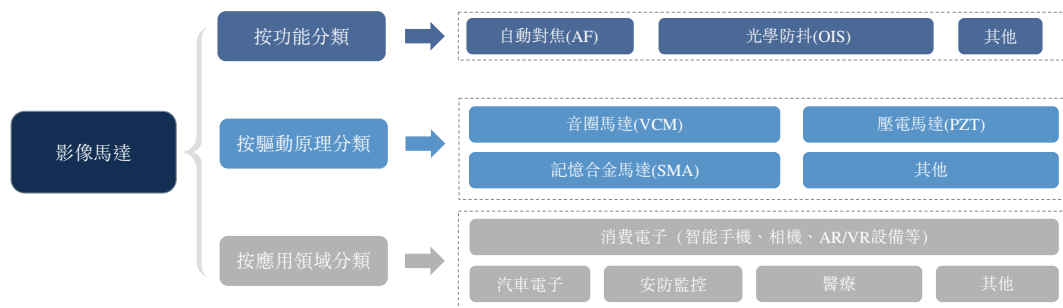 影像馬達
按功能分類
自動對焦(AF)
光學防抖(OIS)
其他
按驅動原理分類
音圈馬達(VCM)
壓電馬達(PZT)
記憶合金馬達(SMA)
其他
按應用領域分類
消費電子（智能手機、相機、AR/VR設備等）
汽車電子
安防監控
醫療
其他